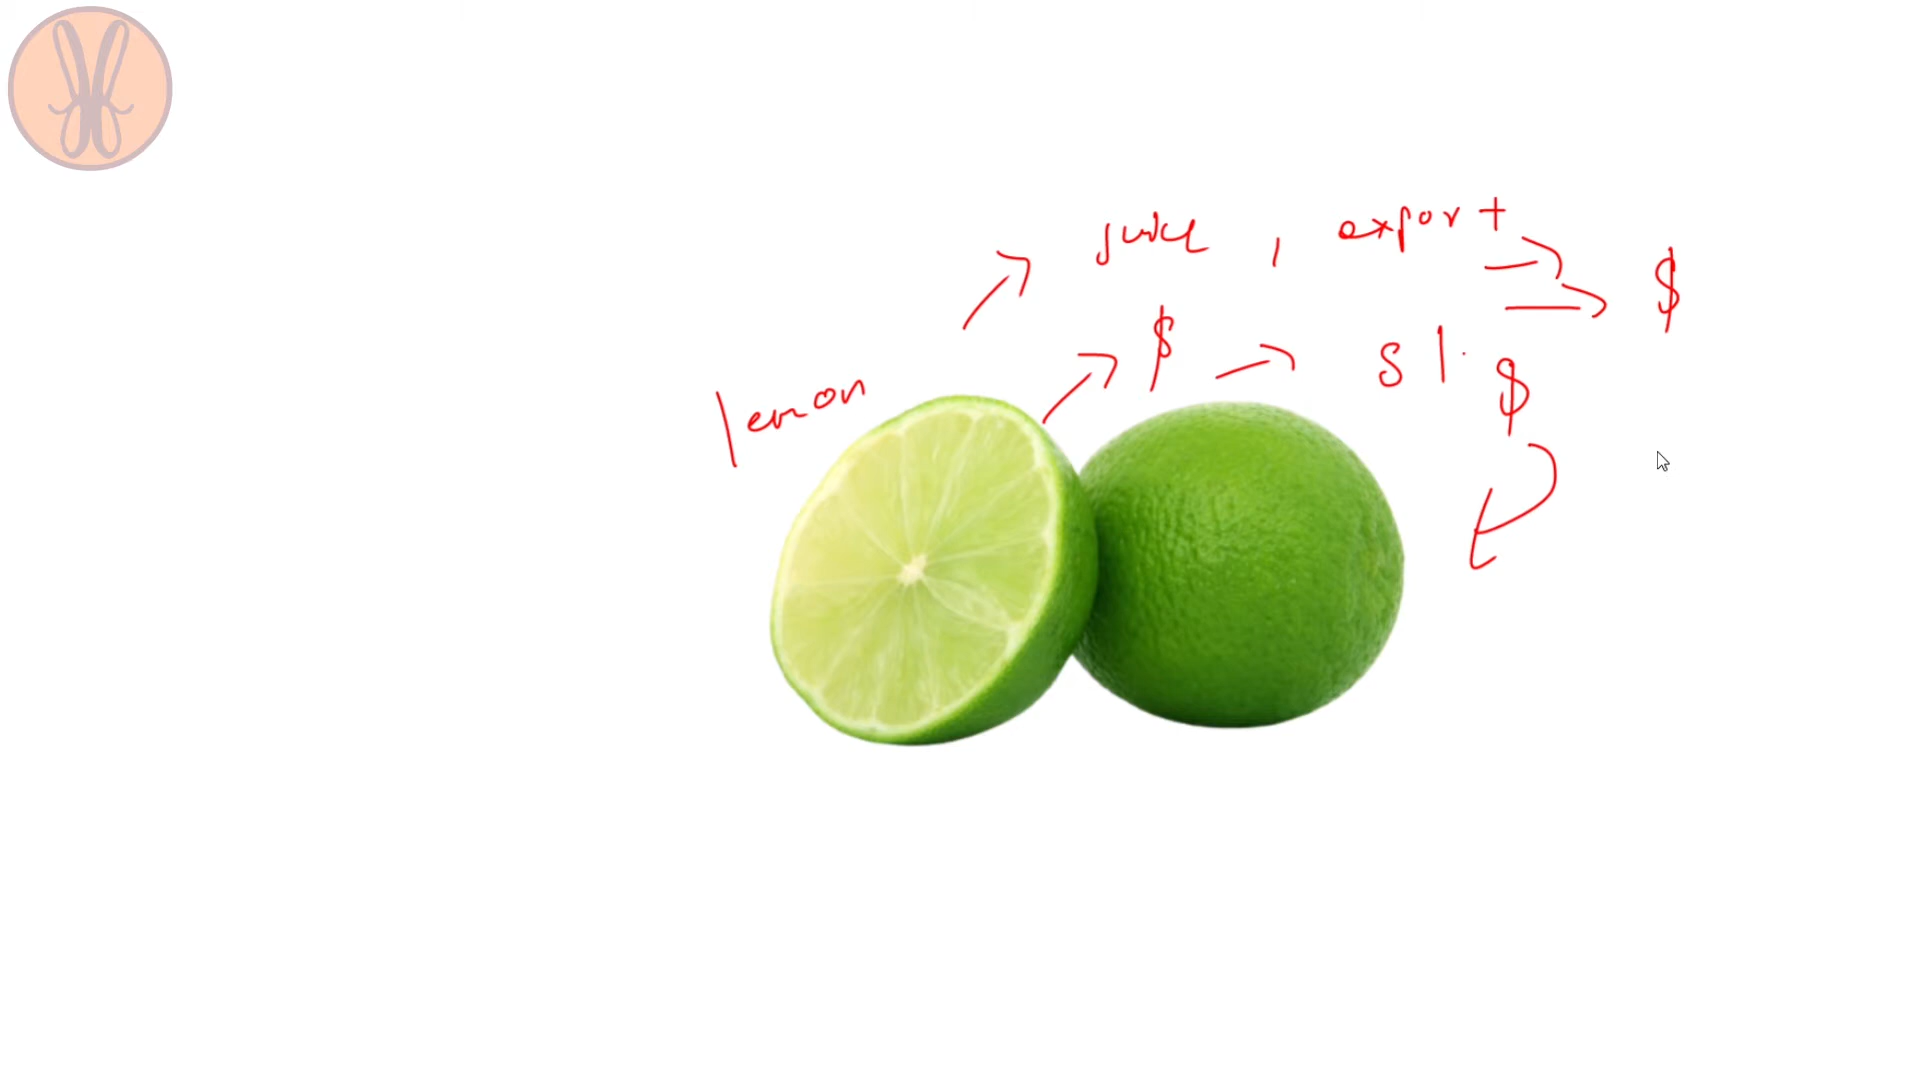 juice , export
$
$
lemon
$